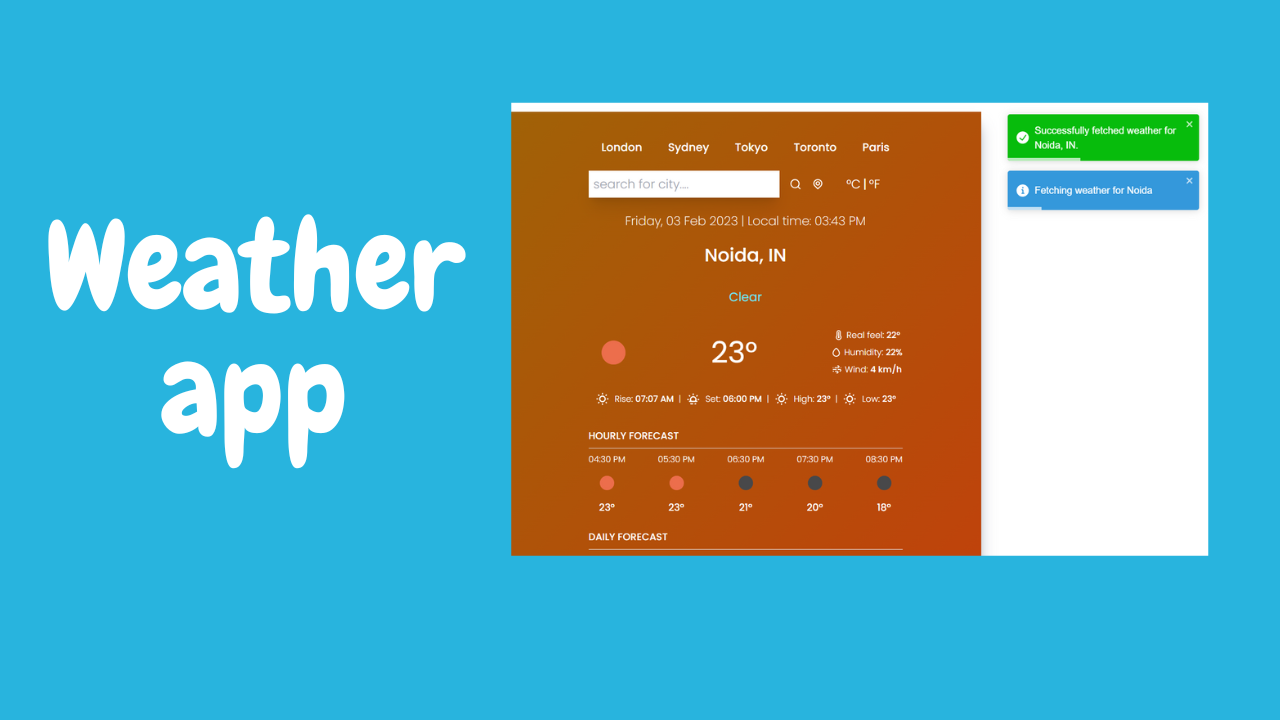 Weather
app
London Sydney Tokyo Toronto Paris
search for city....
°C | °F
Friday, 03 Feb 2023 | Local time: 03:43 PM
Noida, IN
Clear
23°
Real feel: 22°
Humidity: 22%
Wind: 4 km/h
Rise: 07:07 AM | Set: 06:00 PM | High: 23° | Low: 23°
HOURLY FORECAST
04:30 PM 05:30 PM 06:30 PM 07:30 PM 08:30 PM
23° 23° 21° 20° 18°
DAILY FORECAST
Successfully fetched weather for
Noida, IN.
Fetching weather for Noida